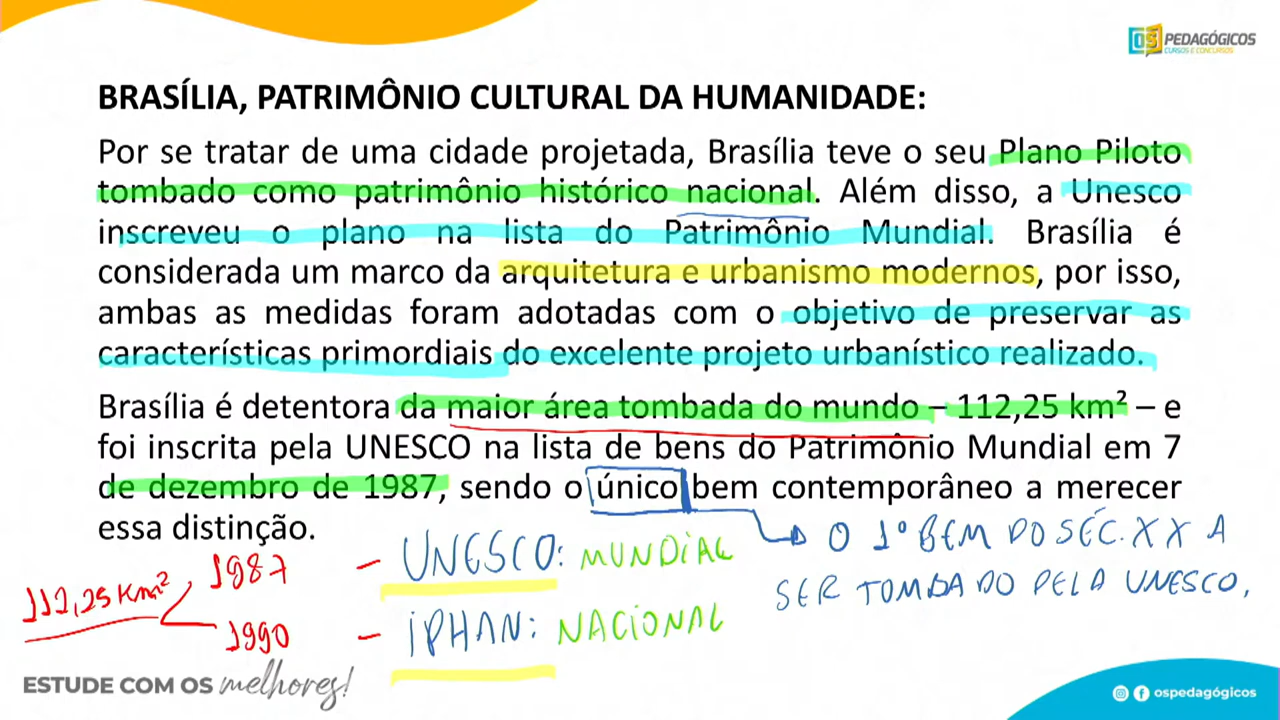 OS PEDAGÓGICOS
CURSOS E CONCURSOS
BRASÍLIA, PATRIMÔNIO CULTURAL DA HUMANIDADE:
Por se tratar de uma cidade projetada, Brasília teve o seu Plano Piloto
tombado como patrimônio histórico nacional. Além disso, a Unesco
inscreveu o plano na lista do Patrimônio Mundial. Brasília é
considerada um marco da arquitetura e urbanismo modernos, por isso,
ambas as medidas foram adotadas com o objetivo de preservar as
características primordiais do excelente projeto urbanístico realizado.
Brasília é detentora da maior área tombada do mundo – 112,25 km² – e
foi inscrita pela UNESCO na lista de bens do Patrimônio Mundial em 7
de dezembro de 1987, sendo o único bem contemporâneo a merecer
essa distinção.
O 1º BEM DO SÉC. XX A
SER TOMBADO PELA UNESCO.
112,25 Km²
1987 - UNESCO: MUNDIAL
1990 - IPHAN: NACIONAL
ESTUDE COM OS melhores!
ospedagógicos